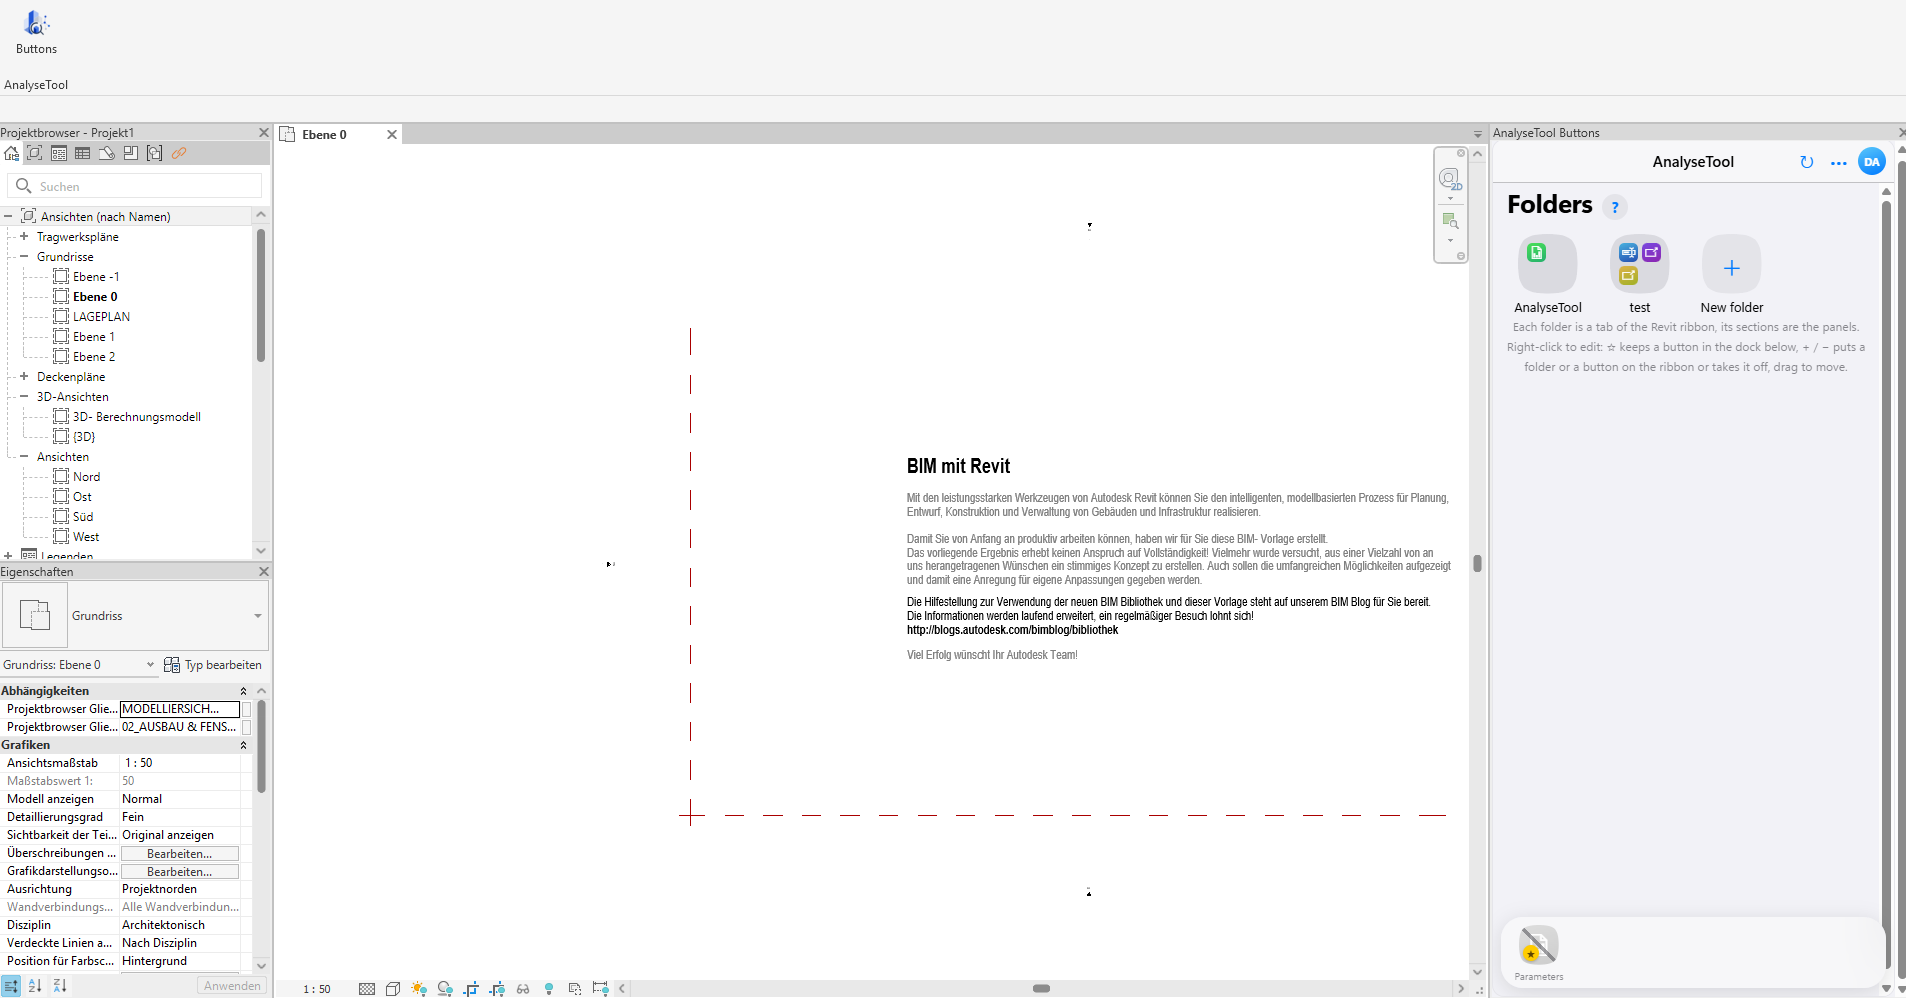 Buttons
AnalyseTool
Projektbrowser - Projekt1
Suchen
Ansichten (nach Namen)
Tragwerkspläne
Grundrisse
Ebene -1
Ebene 0
LAGEPLAN
Ebene 1
Ebene 2
Deckenpläne
3D-Ansichten
3D- Berechnungsmodell
{3D}
Ansichten
Nord
Ost
Süd
West
Legenden
Eigenschaften
Grundriss
Grundriss: Ebene 0
Typ bearbeiten
Abhängigkeiten
Projektbrowser Glie... MODELLIERSICH...
Projektbrowser Glie... 02_AUSBAU & FENS...
Grafiken
Ansichtsmaßstab 1 : 50
Maßstabswert 1: 50
Modell anzeigen Normal
Detaillierungsgrad Fein
Sichtbarkeit der Tei... Original anzeigen
Überschreibungen ... Bearbeiten...
Grafikdarstellungso... Bearbeiten...
Ausrichtung Projektnorden
Wandverbindungs... Alle Wandverbindun...
Disziplin Architektonisch
Verdeckte Linien a... Nach Disziplin
Position für Farbsc... Hintergrund
Anwenden
Ebene 0
2D
BIM mit Revit
Mit den leistungsstarken Werkzeugen von Autodesk Revit können Sie den intelligenten, modellbasierten Prozess für Planung,
Entwurf, Konstruktion und Verwaltung von Gebäuden und Infrastruktur realisieren.
Damit Sie von Anfang an produktiv arbeiten können, haben wir für Sie diese BIM- Vorlage erstellt.
Das vorliegende Ergebnis erhebt keinen Anspruch auf Vollständigkeit! Vielmehr wurde versucht, aus einer Vielzahl von an
uns herangetragenen Wünschen ein stimmiges Konzept zu erstellen. Auch sollen die umfangreichen Möglichkeiten aufgezeigt
und damit eine Anregung für eigene Anpassungen gegeben werden.
Die Hilfestellung zur Verwendung der neuen BIM Bibliothek und dieser Vorlage steht auf unserem BIM Blog für Sie bereit.
Die Informationen werden laufend erweitert, ein regelmäßiger Besuch lohnt sich!
http://blogs.autodesk.com/bimblog/bibliothek
Viel Erfolg wünscht Ihr Autodesk Team!
1 : 50
AnalyseTool Buttons
AnalyseTool
DA
Folders ?
AnalyseTool
test
New folder
Each folder is a tab of the Revit ribbon, its sections are the panels.
Right-click to edit: ☆ keeps a button in the dock below, + / − puts a
folder or a button on the ribbon or takes it off, drag to move.
Parameters